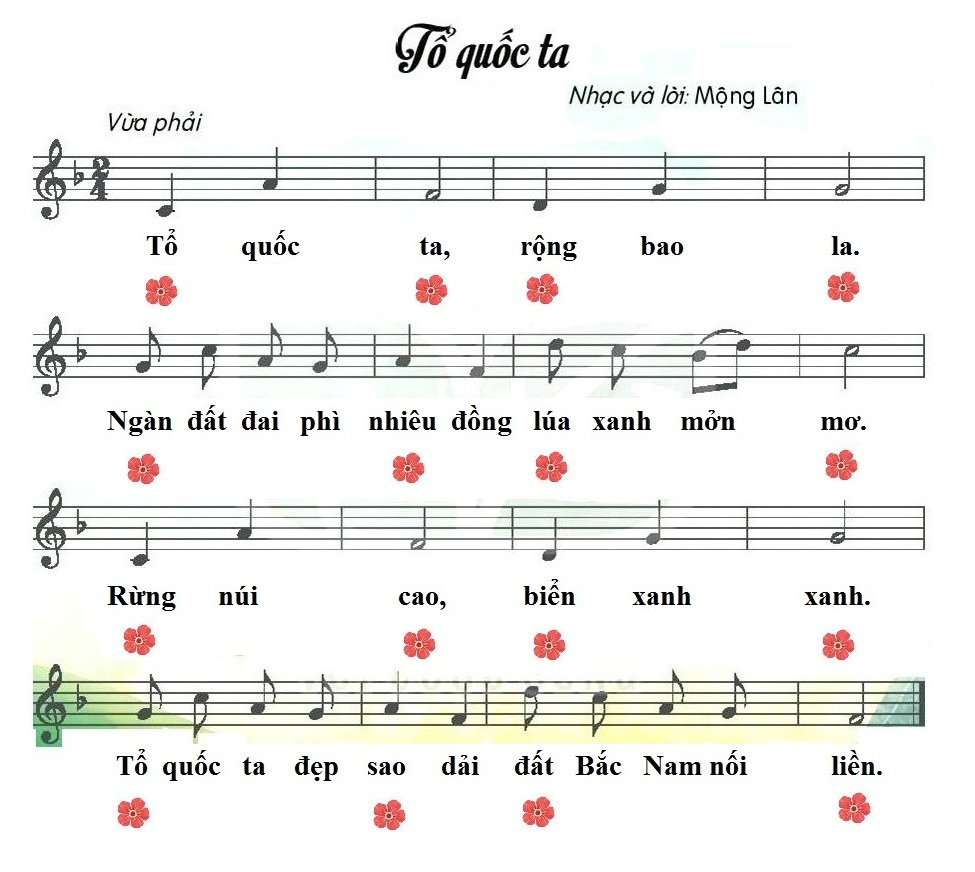 Tổ quốc ta
Nhạc và lời: Mộng Lân
Vừa phải
2
4
Tổ quốc ta, rộng bao la.
Ngàn đất đai phì nhiêu đồng lúa xanh mởn mơ.
Rừng núi cao, biển xanh xanh.
Tổ quốc ta đẹp sao dải đất Bắc Nam nối liền.